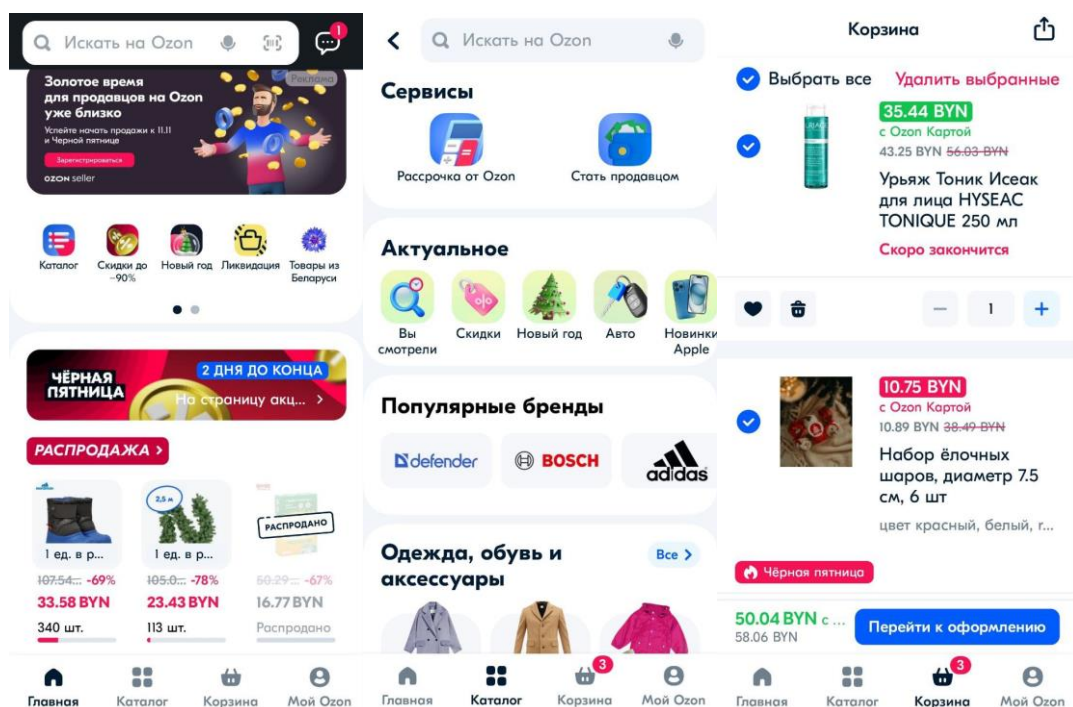 Искать на Ozon
1
Реклама
Золотое время
для продавцов на Ozon
уже близко
Успейте начать продажи к 11.11
и Черной пятнице
Зарегистрироваться
OZON seller
Каталог
Скидки до
-90%
Новый год
Ликвидация
Товары из
Беларуси
ЧЁРНАЯ
ПЯТНИЦА
2 ДНЯ ДО КОНЦА
На страницу акц... >
РАСПРОДАЖА >
2,5 м
РАСПРОДАНО
1 ед. в р...
1 ед. в р...
107.54... -69%
105.0... -78%
50.29... -67%
33.58 BYN
23.43 BYN
16.77 BYN
340 шт.
113 шт.
Распродано
Главная
Каталог
Корзина
Мой Ozon
Искать на Ozon
Сервисы
Рассрочка от Ozon
Стать продавцом
Актуальное
Вы
смотрели
Скидки
Новый год
Авто
Новинки
Apple
Популярные бренды
defender
BOSCH
adidas
Одежда, обувь и
аксессуары
Все >
3
Главная
Каталог
Корзина
Мой Ozon
Корзина
Выбрать все
Удалить выбранные
35.44 BYN
с Ozon Картой
43.25 BYN 56.03 BYN
Урьяж Тоник Исеак
для лица HYSEAC
TONIQUE 250 мл
Скоро закончится
1
10.75 BYN
с Ozon Картой
10.89 BYN 38.49 BYN
Набор ёлочных
шаров, диаметр 7.5
см, 6 шт
цвет красный, белый, г...
Чёрная пятница
50.04 BYN с ...
58.06 BYN
Перейти к оформлению
3
Главная
Каталог
Корзина
Мой Ozon